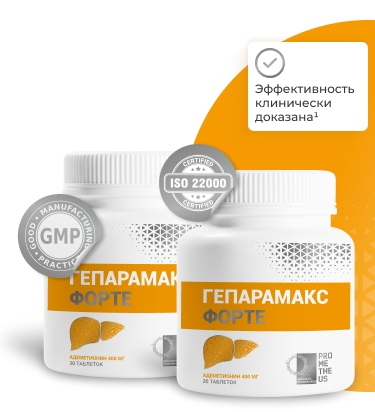 Эффективность
клинически
доказана¹
CERTIFIED
ISO 22000
CERTIFIED
GOOD • MANUFACTURING
GMP
PRACTICE
ГЕПАРАМАКС
ФОРТЕ
АДЕМЕТИОНИН 400 МГ
30 ТАБЛЕТОК
ГЕПАРАМАКС
ФОРТЕ
АДЕМЕТИОНИН 400 МГ
30 ТАБЛЕТОК
PRO
ME
THE
US